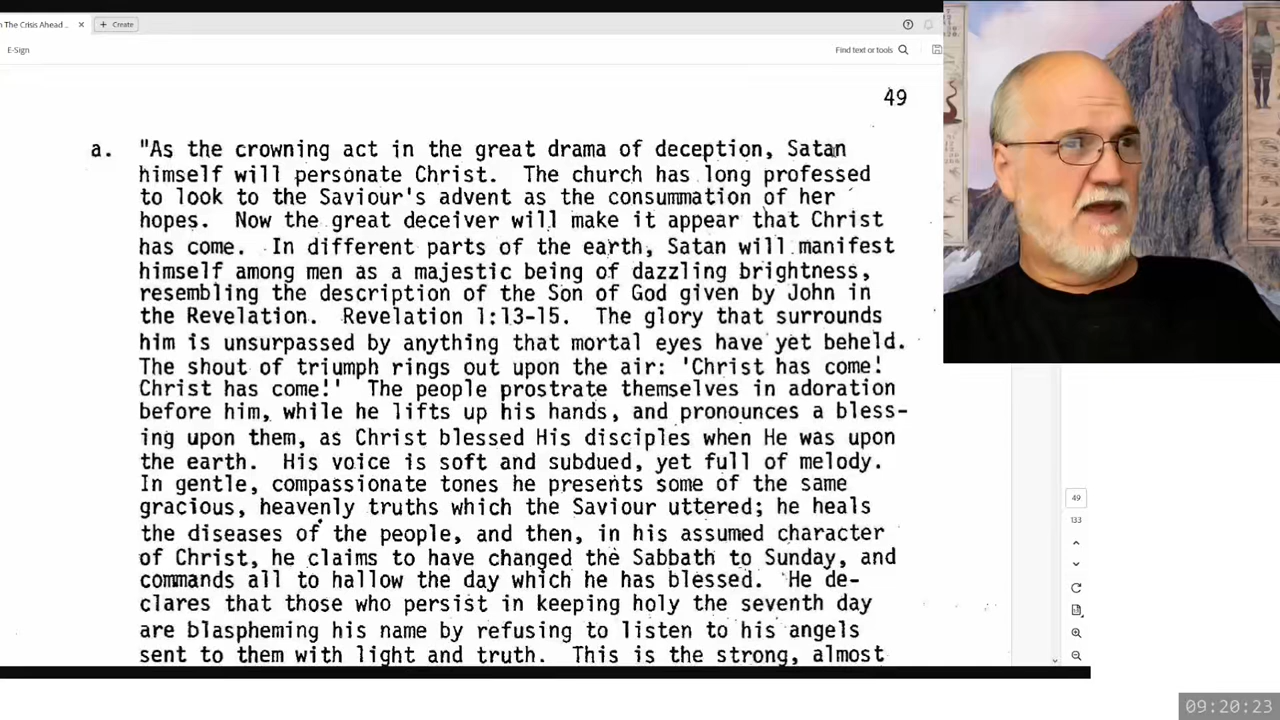 n The Crisis Ahead ... × + Create
E-Sign
Find text or tools
49
a. "As the crowning act in the great drama of deception, Satan
himself will personate Christ. The church has long professed
to look to the Saviour's advent as the consummation of her
hopes. Now the great deceiver will make it appear that Christ
has come. In different parts of the earth, Satan will manifest
himself among men as a majestic being of dazzling brightness,
resembling the description of the Son of God given by John in
the Revelation. Revelation 1:13-15. The glory that surrounds
him is unsurpassed by anything that mortal eyes have yet beheld.
The shout of triumph rings out upon the air: 'Christ has come!
Christ has come!' The people prostrate themselves in adoration
before him, while he lifts up his hands, and pronounces a bless-
ing upon them, as Christ blessed His disciples when He was upon
the earth. His voice is soft and subdued, yet full of melody.
In gentle, compassionate tones he presents some of the same
gracious, heavenly truths which the Saviour uttered; he heals
the diseases of the people, and then, in his assumed character
of Christ, he claims to have changed the Sabbath to Sunday, and
commands all to hallow the day which he has blessed. He de-
clares that those who persist in keeping holy the seventh day
are blaspheming his name by refusing to listen to his angels
sent to them with light and truth. This is the strong, almost
49
133
09:20:23